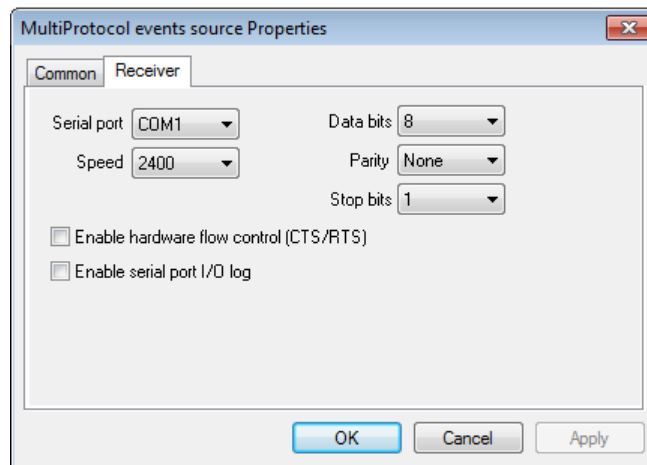 MultiProtocol events source Properties
Common Receiver
Serial port COM1 Data bits 8
Speed 2400 Parity None
Stop bits 1
Enable hardware flow control (CTS/RTS)
Enable serial port I/O log
OK Cancel Apply